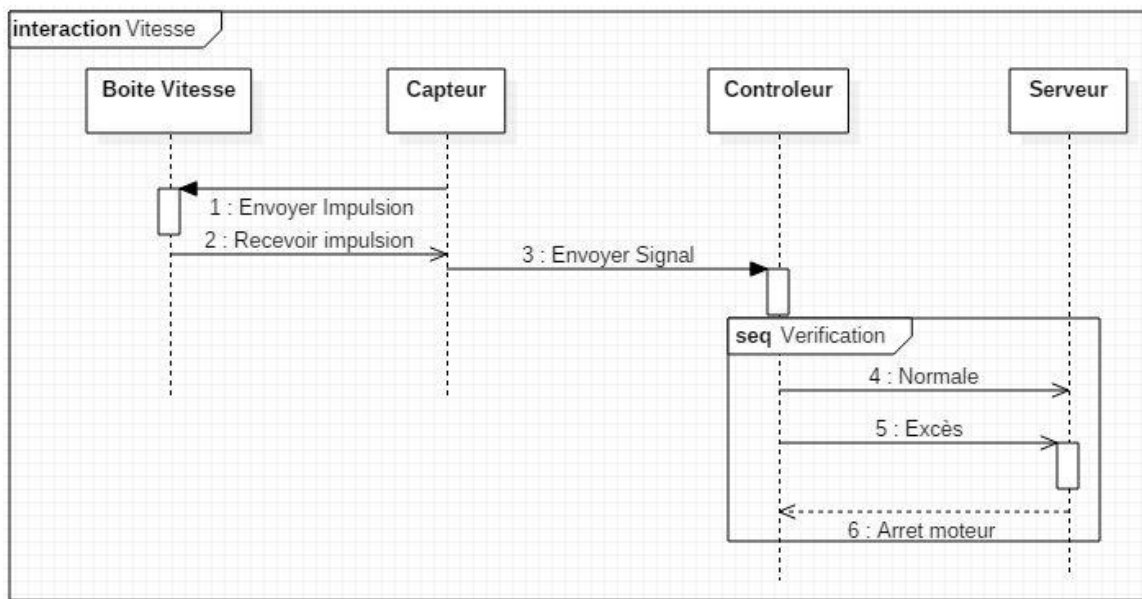 interaction Vitesse
Boite Vitesse
Capteur
Controleur
Serveur
1 : Envoyer Impulsion
2 : Recevoir impulsion
3 : Envoyer Signal
seq Verification
4 : Normale
5 : Excès
6 : Arret moteur